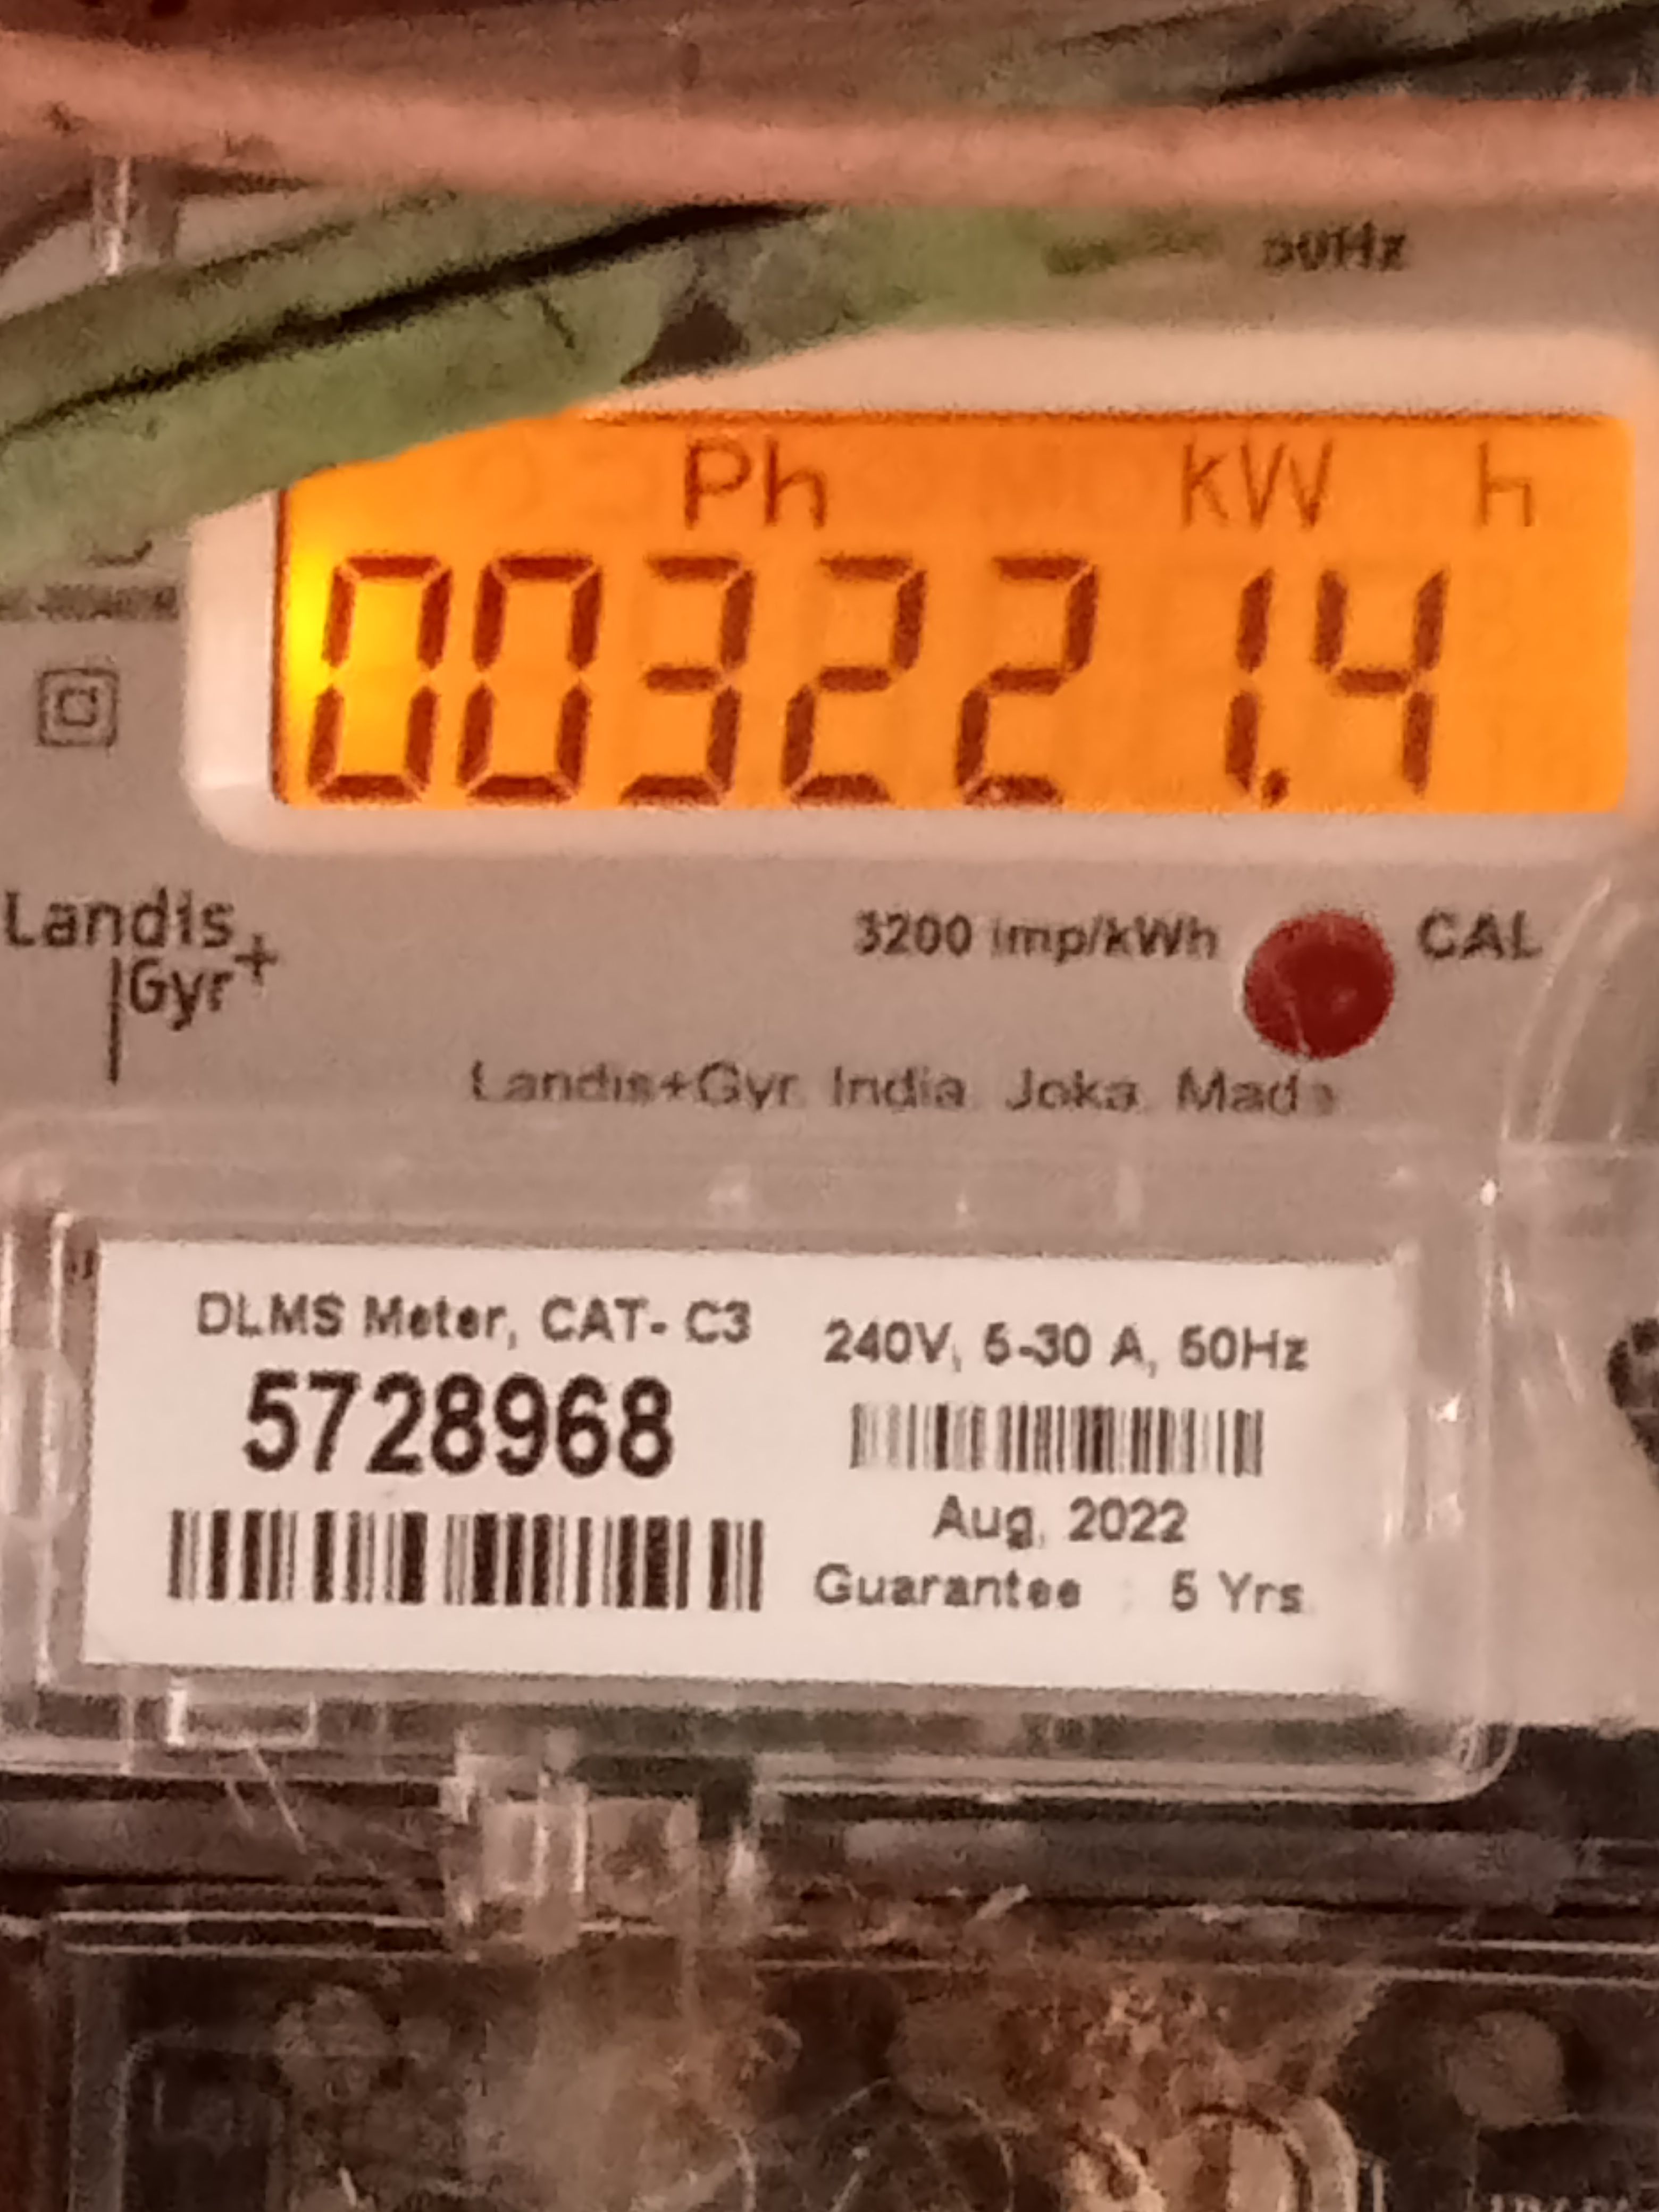 50Hz
Ph kW h
003221.4
Landis
Gyr+
3200 imp/kWh CAL
Landis+Gyr India Joka Made
DLMS Meter, CAT- C3
5728968
240V, 5-30 A, 50Hz
Aug, 2022
Guarantee : 5 Yrs.